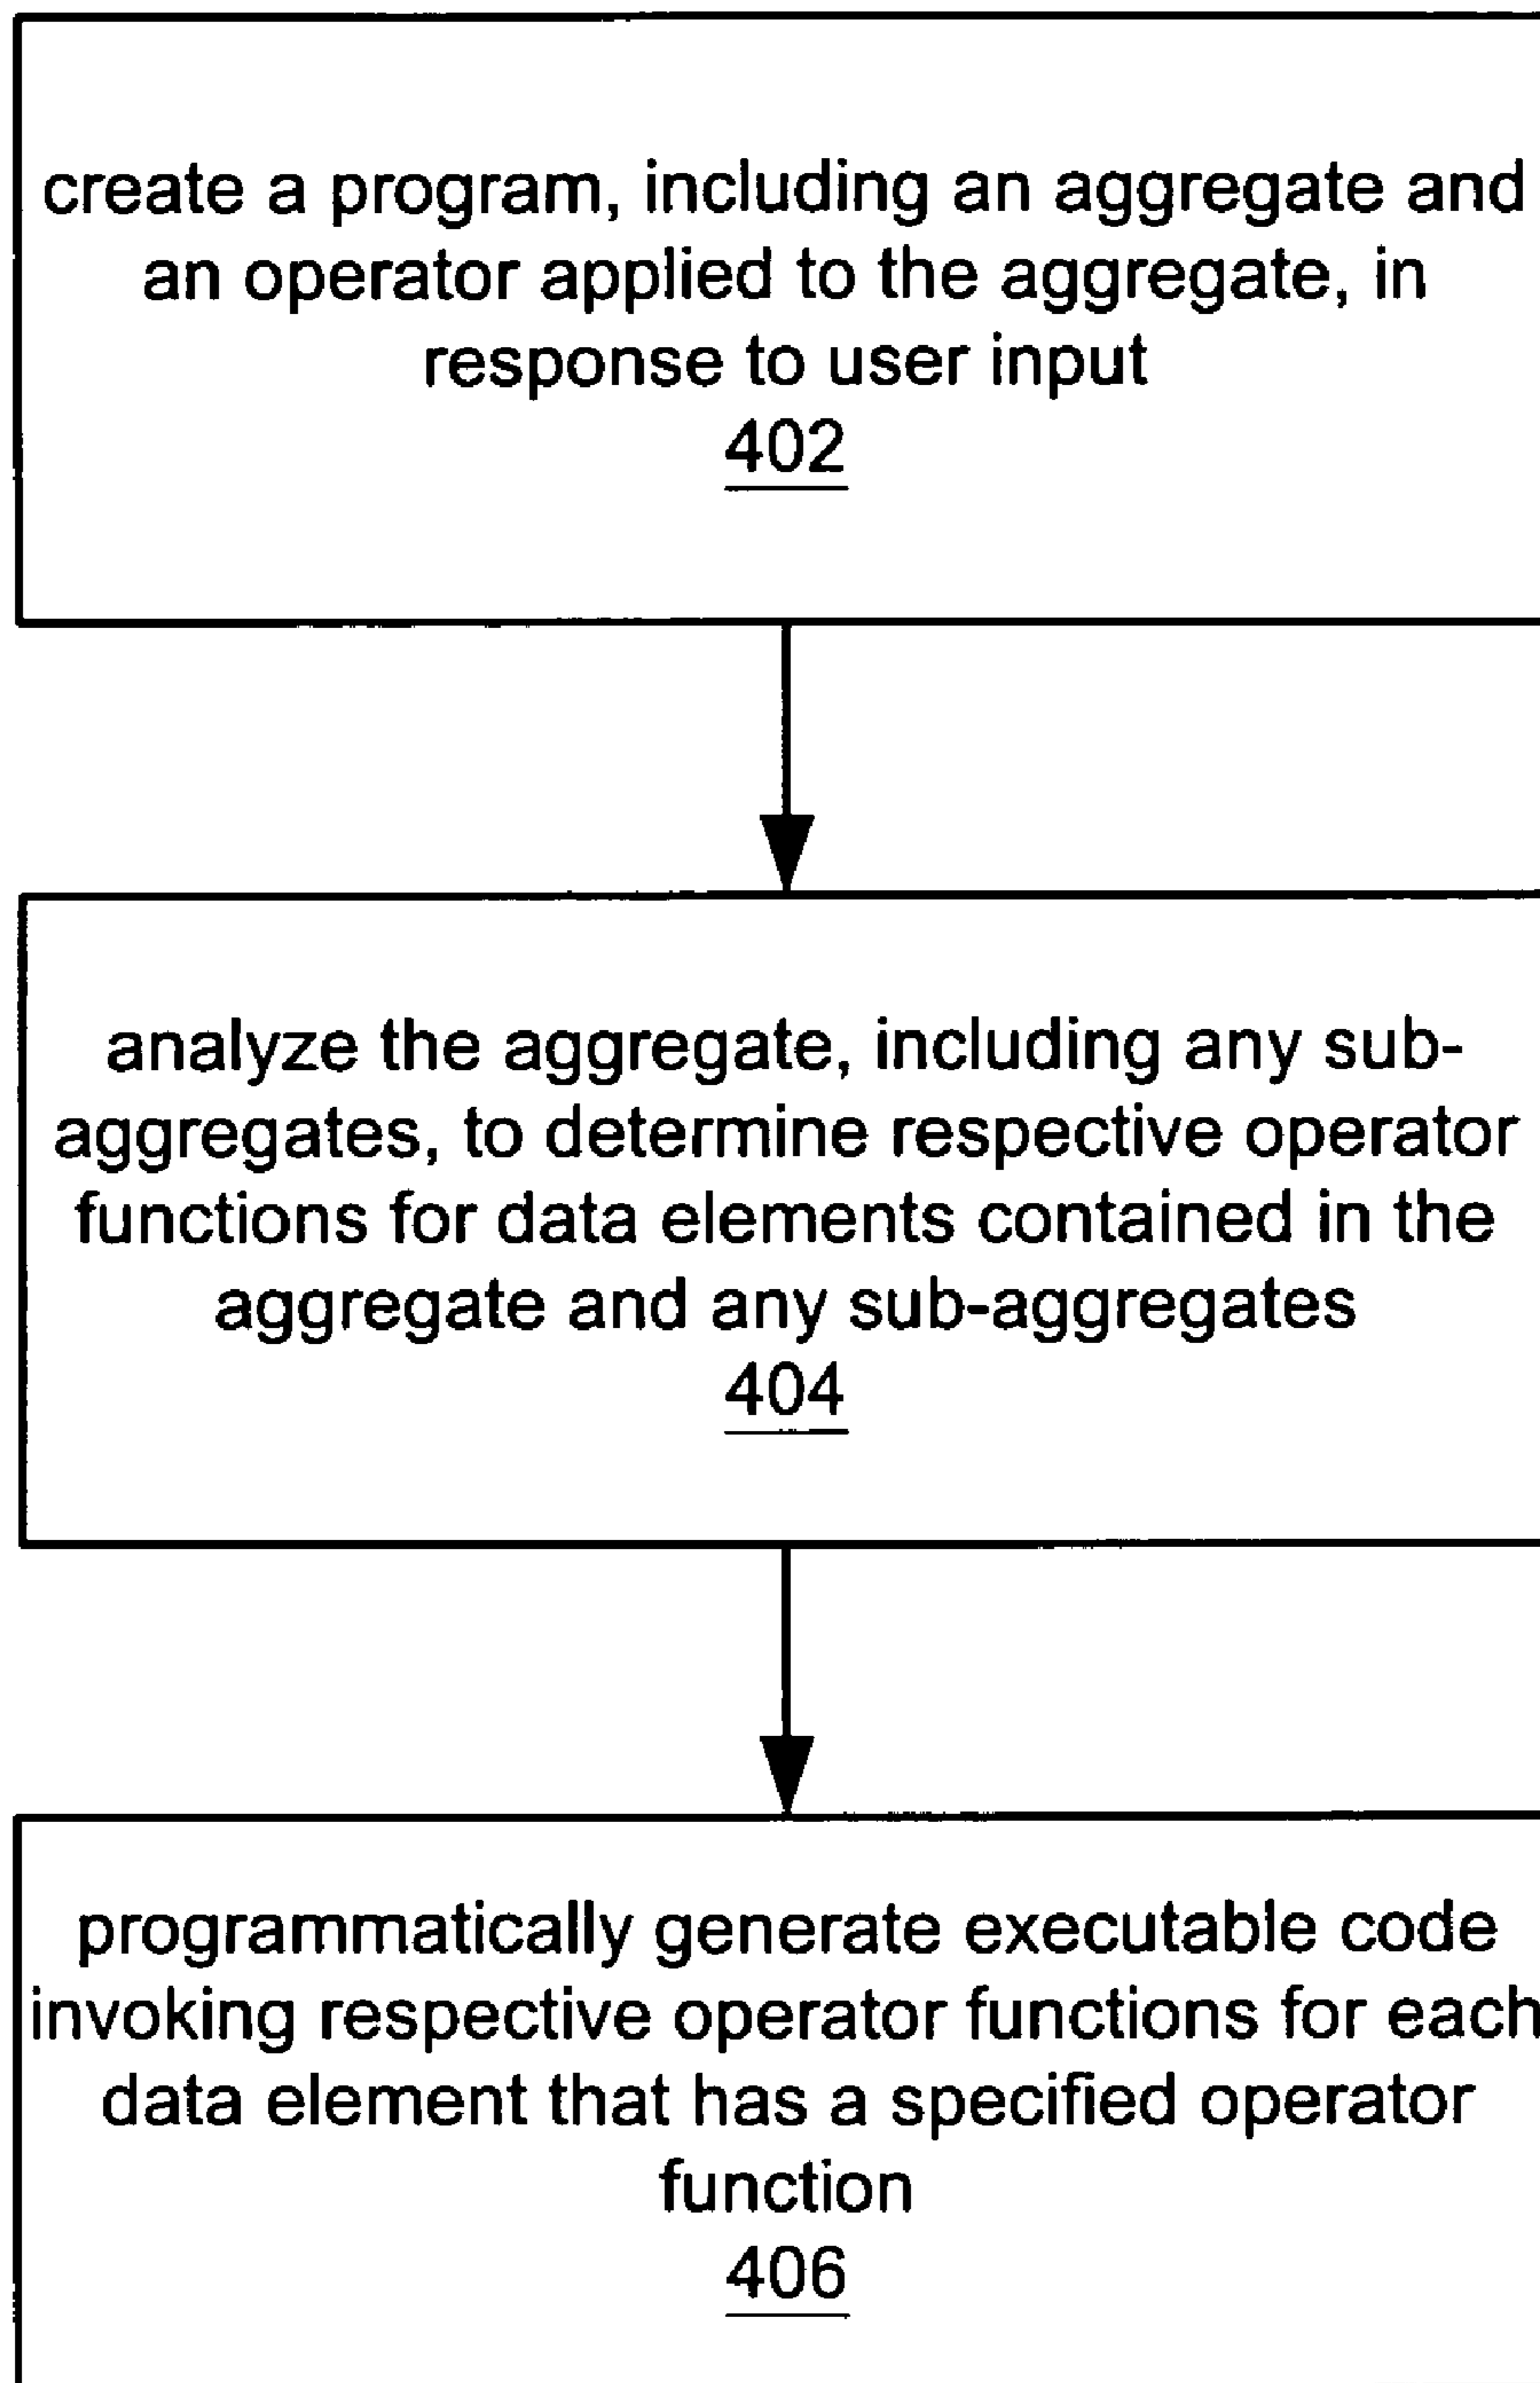 create a program, including an aggregate and
an operator applied to the aggregate, in
response to user input
402
analyze the aggregate, including any sub-
aggregates, to determine respective operator
functions for data elements contained in the
aggregate and any sub-aggregates
404
programmatically generate executable code
invoking respective operator functions for each
data element that has a specified operator
function
406